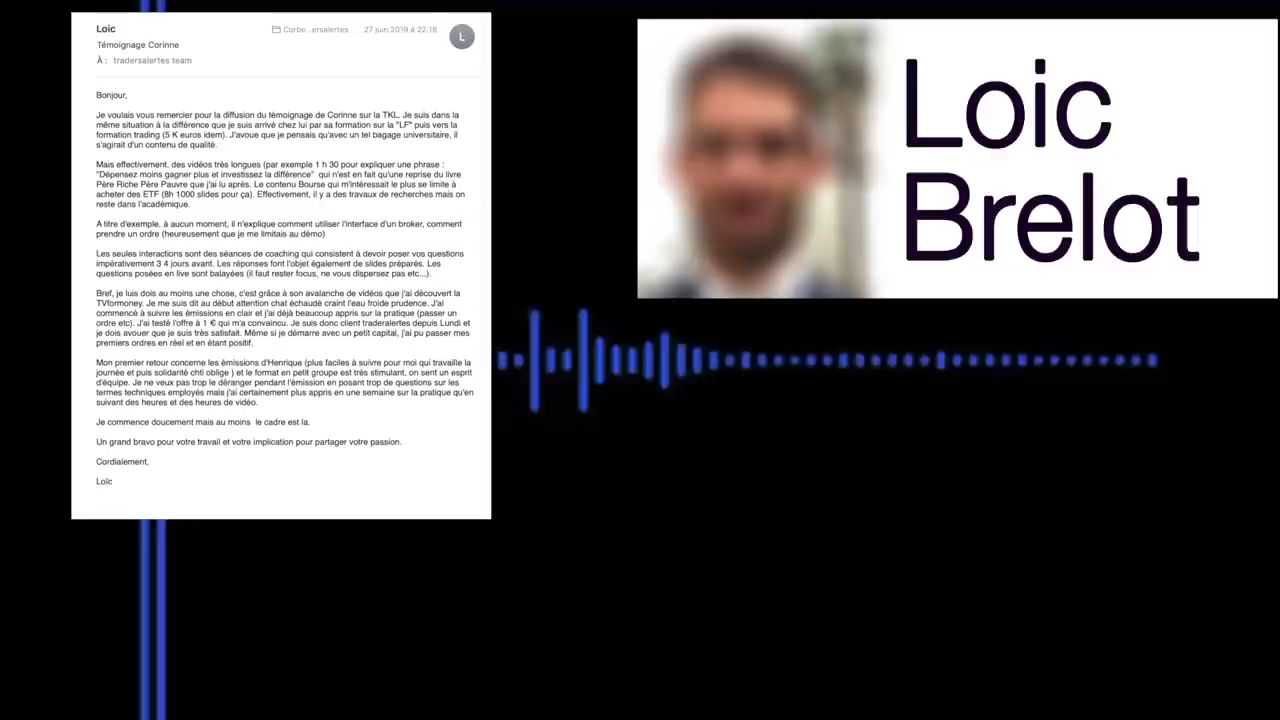 Loic
Corbe...ersalertes
27 juin 2019 à 22:18
Témoignage Corinne
L
À : tradersalertes team
Bonjour,
Je voulais vous remercier pour la diffusion du témoignage de Corinne sur la TKL. Je suis dans la
même situation à la différence que je suis arrivé chez lui par sa formation sur la "LF" puis vers la
formation trading (5 K euros idem). J'avoue que je pensais qu'avec un tel bagage universitaire, il
s'agirait d'un contenu de qualité.
Mais effectivement, des vidéos très longues (par exemple 1 h 30 pour expliquer une phrase :
"Dépensez moins gagner plus et investissez la différence" qui n'est en fait qu'une reprise du livre
Père Riche Père Pauvre que j'ai lu après. Le contenu Bourse qui m'intéressait le plus se limite à
acheter des ETF (8h 1000 slides pour ça). Effectivement, il y a des travaux de recherches mais on
reste dans l'académique.
A titre d'exemple, à aucun moment, il n'explique comment utiliser l'interface d'un broker, comment
prendre un ordre (heureusement que je me limitais au démo)
Les seules interactions sont des séances de coaching qui consistent à devoir poser vos questions
impérativement 3 4 jours avant. Les réponses font l'objet également de slides préparés. Les
questions posées en live sont balayées (il faut rester focus, ne vous dispersez pas etc...).
Bref, je luis dois au moins une chose, c'est grâce à son avalanche de vidéos que j'ai découvert la
TVformoney. Je me suis dit au début attention chat échaudé craint l'eau froide prudence. J'ai
commencé à suivre les émissions en clair et j'ai déjà beaucoup appris sur la pratique (passer un
ordre etc). J'ai testé l'offre à 1 € qui m'a convaincu. Je suis donc client traderalertes depuis Lundi et
je dois avouer que je suis très satisfait. Même si je démarre avec un petit capital, j'ai pu passer mes
premiers ordres en réel et en étant positif.
Mon premier retour concerne les émissions d'Henrique (plus faciles à suivre pour moi qui travaille la
journée et puis solidarité chti oblige ) et le format en petit groupe est très stimulant, on sent un esprit
d'équipe. Je ne veux pas trop le déranger pendant l'émission en posant trop de questions sur les
termes techniques employés mais j'ai certainement plus appris en une semaine sur la pratique qu'en
suivant des heures et des heures de vidéo.
Je commence doucement mais au moins le cadre est la.
Un grand bravo pour votre travail et votre implication pour partager votre passion.
Cordialement,
Loïc
Loic
Brelot